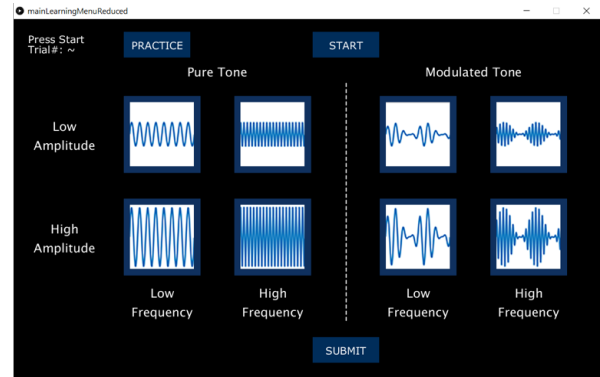 mainLearningMenuReduced
Press Start
Trial#: ~
PRACTICE
START
Pure Tone
Modulated Tone
Low
Amplitude
High
Amplitude
Low
Frequency
High
Frequency
Low
Frequency
High
Frequency
SUBMIT